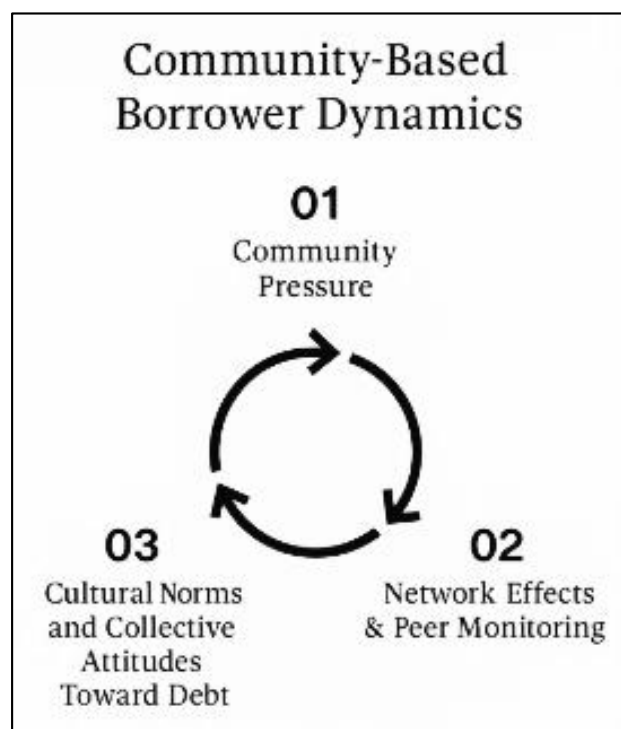 Community-Based
Borrower Dynamics
01
Community
Pressure
02
Network Effects
& Peer Monitoring
03
Cultural Norms
and Collective
Attitudes
Toward Debt